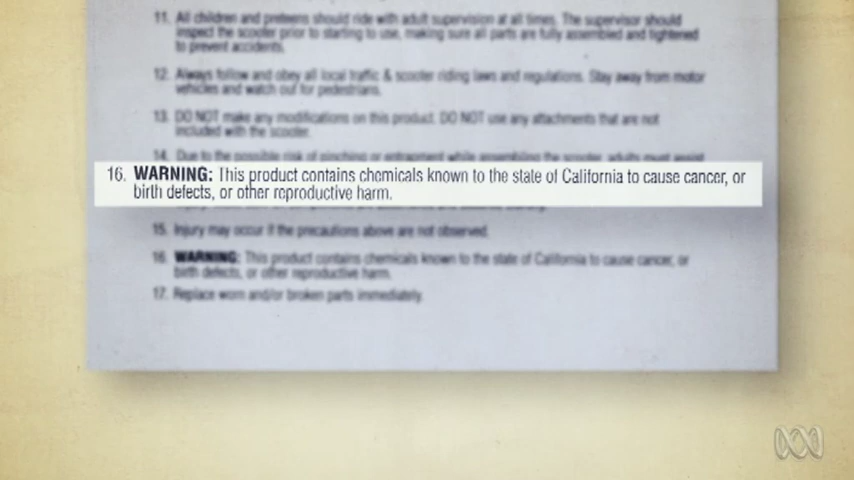 11. All children and preteens should ride with adult supervision at all times. The supervisor should
inspect the scooter prior to starting to use, making sure all parts are fully assembled and tightened
to prevent accidents.
12. Always follow and obey all local traffic & scooter riding laws and regulations. Stay away from motor
vehicles and watch out for pedestrians.
13. DO NOT make any modifications on this product. DO NOT use any attachments that are not
included with the scooter.
14. Due to the possible risk of pinching or entrapment while assembling the scooter, adults must assist
16. WARNING: This product contains chemicals known to the state of California to cause cancer, or
birth defects, or other reproductive harm.
15. Injury may occur if the precautions above are not observed.
16. WARNING: This product contains chemicals known to the state of California to cause cancer, or
birth defects, or other reproductive harm.
17. Replace worn and/or broken parts immediately.